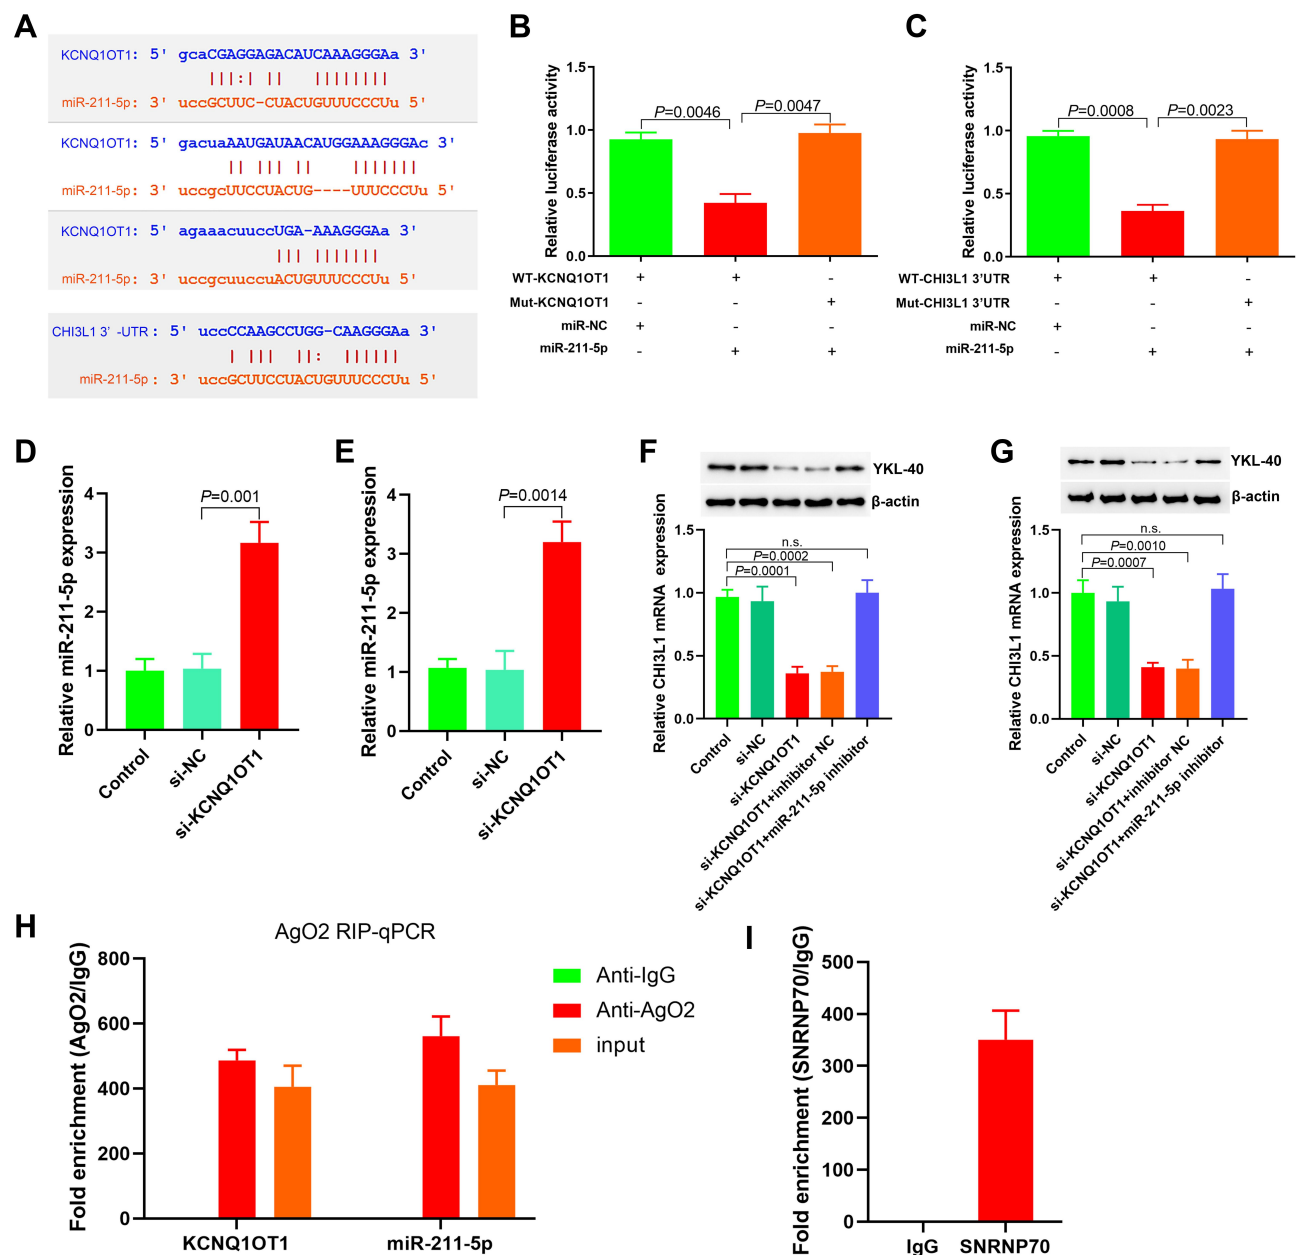 A
KCNQ1OT1: 5' gcaCGAGGAGACAUCAAAGGGAa 3'
|||:| || ||||||||
miR-211-5p: 3' uccGCUUC-CUACUGUUUCCCUu 5'
KCNQ1OT1: 5' gacuaAAUGAUAACAUGGAAAGGGAc 3'
|| ||| || |||||||
miR-211-5p: 3' uccgcUUCCUACUG----UUUCCCUu 5'
KCNQ1OT1: 5' agaaacuuccUGA-AAAGGGAa 3'
||| |||||||
miR-211-5p: 3' uccgcuuccuACUGUUUCCCUu 5'
CHI3L1 3' -UTR: 5' uccCCAAGCCUGG-CAAGGGAa 3'
| ||| ||: ||||||
miR-211-5p: 3' uccGCUUCCUACUGUUUCCCUu 5'
B
Relative luciferase activity
1.5
1.0
0.5
0.0
P=0.0046
P=0.0047
WT-KCNQ1OT1 + + -
Mut-KCNQ1OT1 - - +
miR-NC + - -
miR-211-5p - + +
C
Relative luciferase activity
1.5
1.0
0.5
0.0
P=0.0008
P=0.0023
WT-CHI3L1 3'UTR + + -
Mut-CHI3L1 3'UTR - - +
miR-NC + - -
miR-211-5p - + +
D
Relative miR-211-5p expression
4
3
2
1
0
P=0.001
Control
si-NC
si-KCNQ1OT1
E
Relative miR-211-5p expression
4
3
2
1
0
P=0.0014
Control
si-NC
si-KCNQ1OT1
F
YKL-40
β-actin
Relative CHI3L1 mRNA expression
1.5
1.0
0.5
0.0
n.s.
P=0.0002
P=0.0001
Control
si-NC
si-KCNQ1OT1
si-KCNQ1OT1+inhibitor NC
si-KCNQ1OT1+miR-211-5p inhibitor
G
YKL-40
β-actin
Relative CHI3L1 mRNA expression
1.5
1.0
0.5
0.0
n.s.
P=0.0010
P=0.0007
Control
si-NC
si-KCNQ1OT1
si-KCNQ1OT1+inhibitor NC
si-KCNQ1OT1+miR-211-5p inhibitor
H
AgO2 RIP-qPCR
Fold enrichment (AgO2/IgG)
800
600
400
200
0
KCNQ1OT1
miR-211-5p
Anti-IgG
Anti-AgO2
input
I
Fold enrichment (SNRNP70/IgG)
500
400
300
200
100
0
IgG
SNRNP70